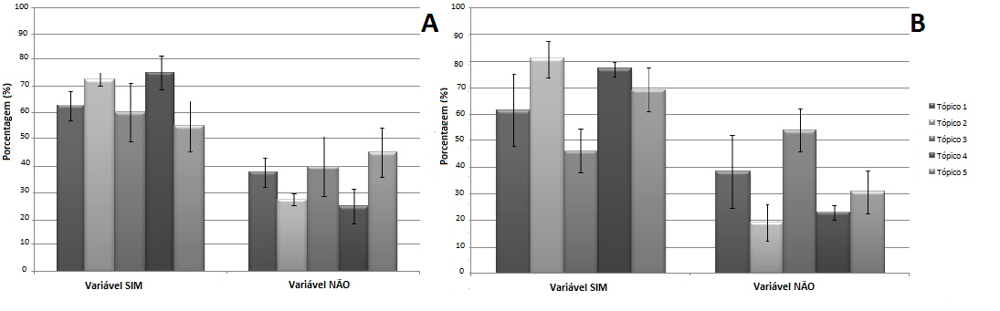 100
90
80
70
60
50
40
30
20
10
0
Porcentagem (%)
A
Variável SIM
Variável NÃO
100
90
80
70
60
50
40
30
20
10
0
Porcentagem (%)
B
Variável SIM
Variável NÃO
Tópico 1
Tópico 2
Tópico 3
Tópico 4
Tópico 5